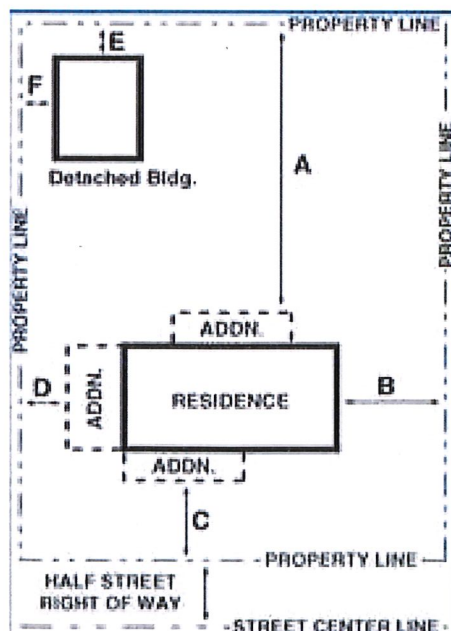 PROPERTY LINE
E
F
A
Detached Bldg.
PROPERTY LINE
PROPERTY LINE
ADDN.
D
ADDN.
RESIDENCE
B
ADDN.
C
PROPERTY LINE
HALF STREET
RIGHT OF WAY
STREET CENTER LINE